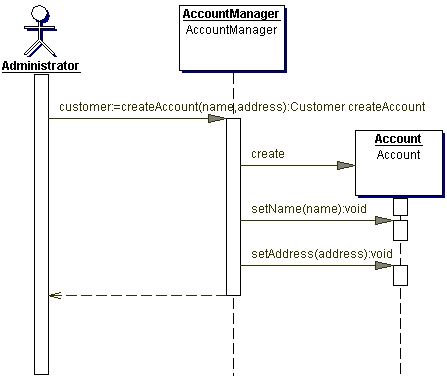 AccountManager
AccountManager
Administrator
customer:=createAccount(name,address):Customer createAccount
Account
Account
create
setName(name):void
setAddress(address):void